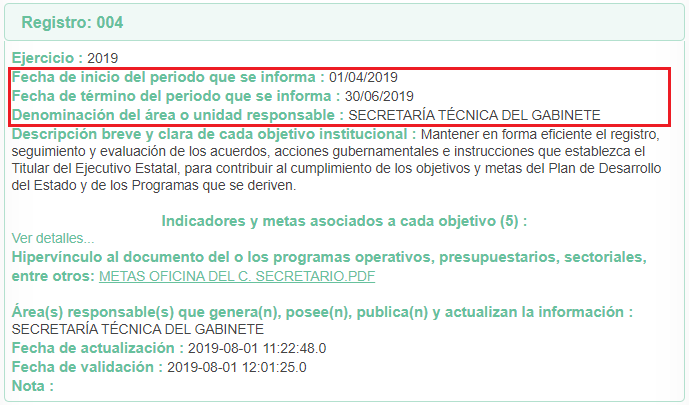 Registro: 004
Ejercicio : 2019
Fecha de inicio del periodo que se informa : 01/04/2019
Fecha de término del periodo que se informa : 30/06/2019
Denominación del área o unidad responsable : SECRETARÍA TÉCNICA DEL GABINETE
Descripción breve y clara de cada objetivo institucional : Mantener en forma eficiente el registro,
seguimiento y evaluación de los acuerdos, acciones gubernamentales e instrucciones que establezca el
Titular del Ejecutivo Estatal, para contribuir al cumplimiento de los objetivos y metas del Plan de Desarrollo
del Estado y de los Programas que se deriven.
Indicadores y metas asociados a cada objetivo (5) :
Ver detalles...
Hipervínculo al documento del o los programas operativos, presupuestarios, sectoriales,
entre otros: METAS OFICINA DEL C. SECRETARIO.PDF
Área(s) responsable(s) que genera(n), posee(n), publica(n) y actualizan la información :
SECRETARÍA TÉCNICA DEL GABINETE
Fecha de actualización : 2019-08-01 11:22:48.0
Fecha de validación : 2019-08-01 12:01:25.0
Nota :